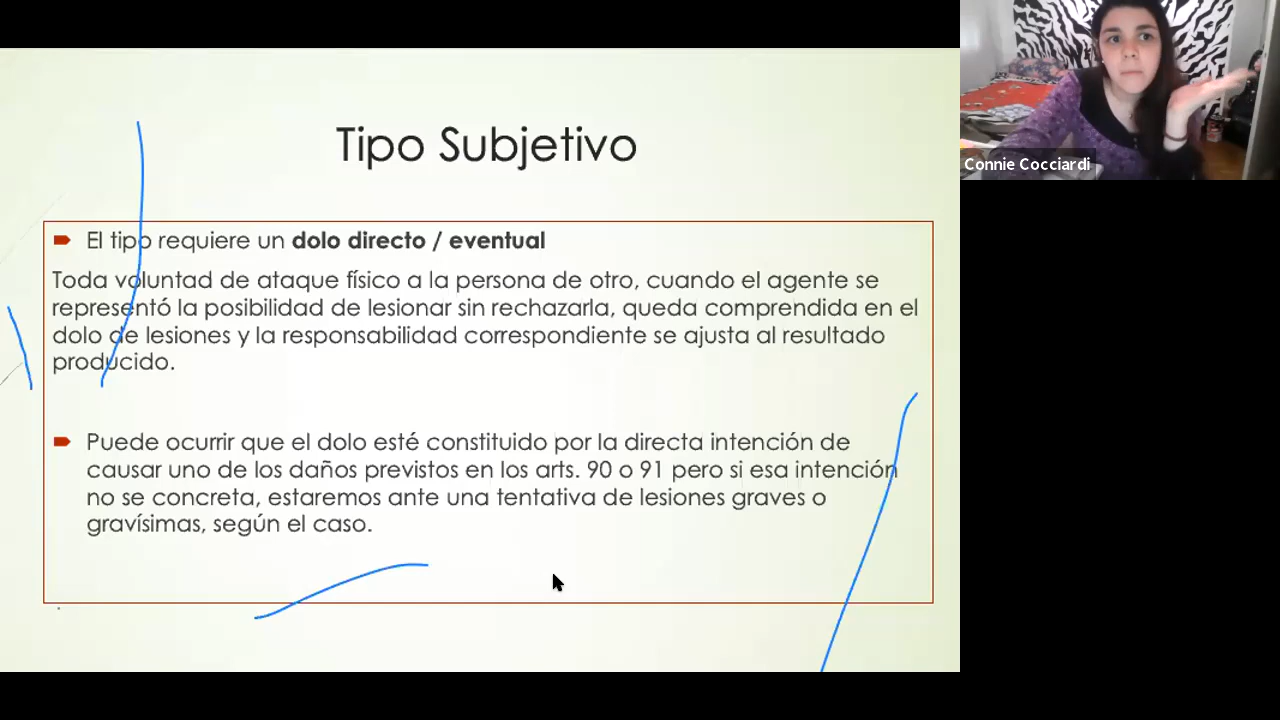 Tipo Subjetivo
El tipo requiere un dolo directo / eventual
Toda voluntad de ataque físico a la persona de otro, cuando el agente se
representó la posibilidad de lesionar sin rechazarla, queda comprendida en el
dolo de lesiones y la responsabilidad correspondiente se ajusta al resultado
producido.
Puede ocurrir que el dolo esté constituido por la directa intención de
causar uno de los daños previstos en los arts. 90 o 91 pero si esa intención
no se concreta, estaremos ante una tentativa de lesiones graves o
gravísimas, según el caso.
Connie Cocciardi